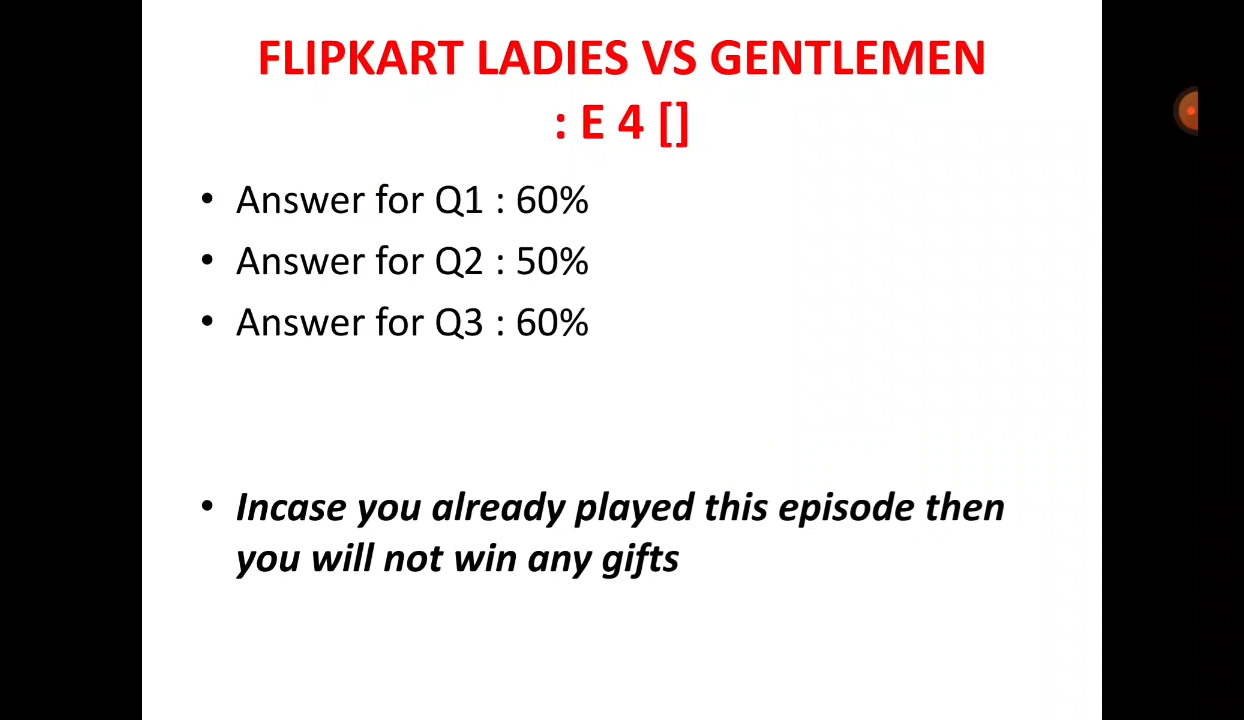 FLIPKART LADIES VS GENTLEMEN
: E 4 []
• Answer for Q1 : 60%
• Answer for Q2 : 50%
• Answer for Q3 : 60%
• Incase you already played this episode then
you will not win any gifts